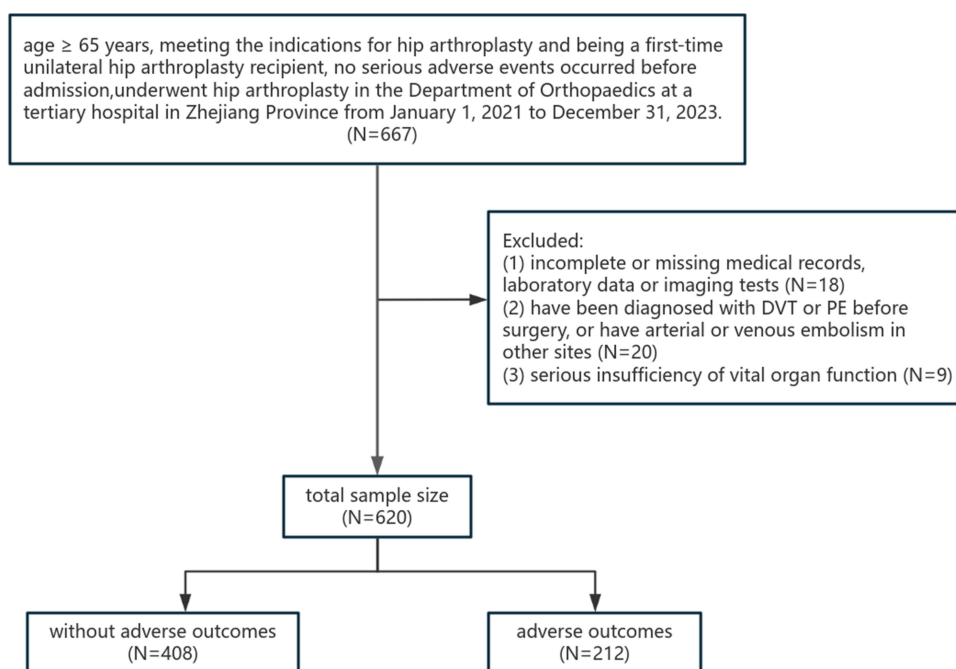 age ≥ 65 years, meeting the indications for hip arthroplasty and being a first-time
unilateral hip arthroplasty recipient, no serious adverse events occurred before
admission,underwent hip arthroplasty in the Department of Orthopaedics at a
tertiary hospital in Zhejiang Province from January 1, 2021 to December 31, 2023.
(N=667)
Excluded:
(1) incomplete or missing medical records,
laboratory data or imaging tests (N=18)
(2) have been diagnosed with DVT or PE before
surgery, or have arterial or venous embolism in
other sites (N=20)
(3) serious insufficiency of vital organ function (N=9)
total sample size
(N=620)
without adverse outcomes
(N=408)
adverse outcomes
(N=212)